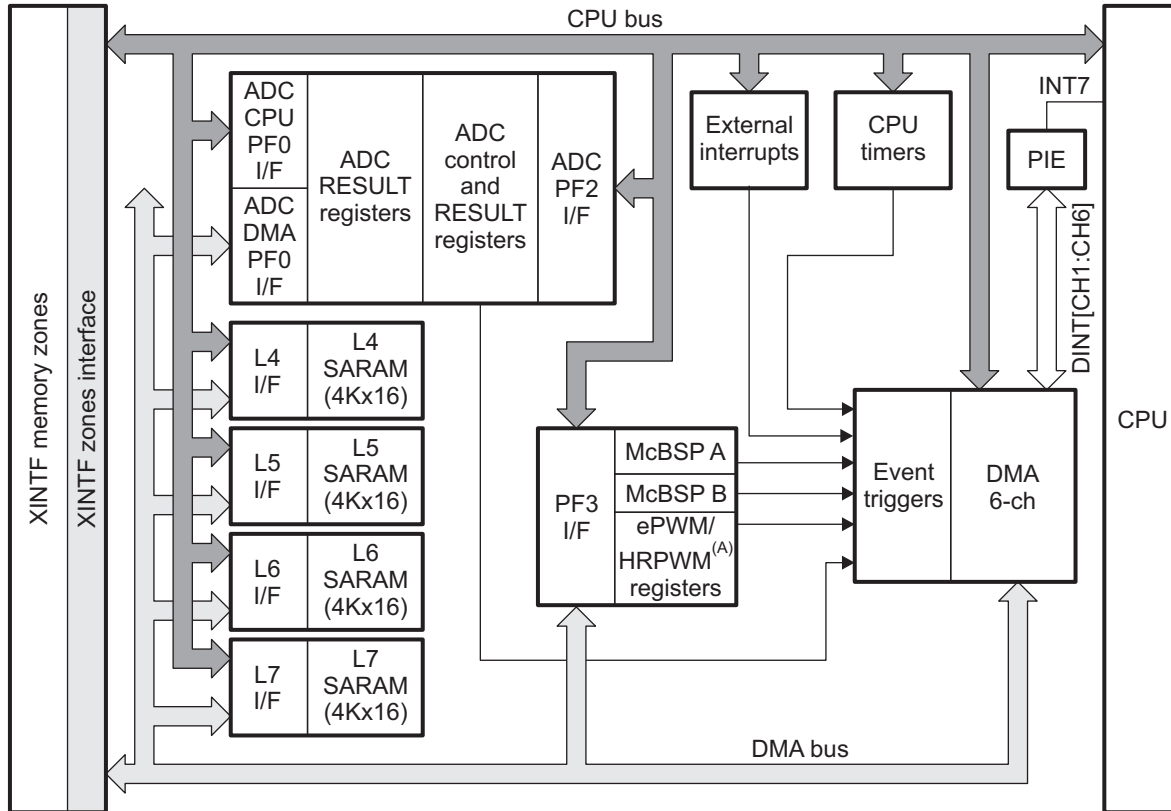 CPU bus
XINTF memory zones
XINTF zones interface
ADC
CPU
PF0
I/F
ADC
DMA
PF0
I/F
ADC
RESULT
registers
ADC
control
and
RESULT
registers
ADC
PF2
I/F
External
interrupts
CPU
timers
INT7
PIE
DINT[CH1:CH6]
CPU
L4
I/F
L4
SARAM
(4Kx16)
L5
I/F
L5
SARAM
(4Kx16)
L6
I/F
L6
SARAM
(4Kx16)
L7
I/F
L7
SARAM
(4Kx16)
PF3
I/F
McBSP A
McBSP B
ePWM/
HRPWM(A)
registers
Event
triggers
DMA
6-ch
DMA bus